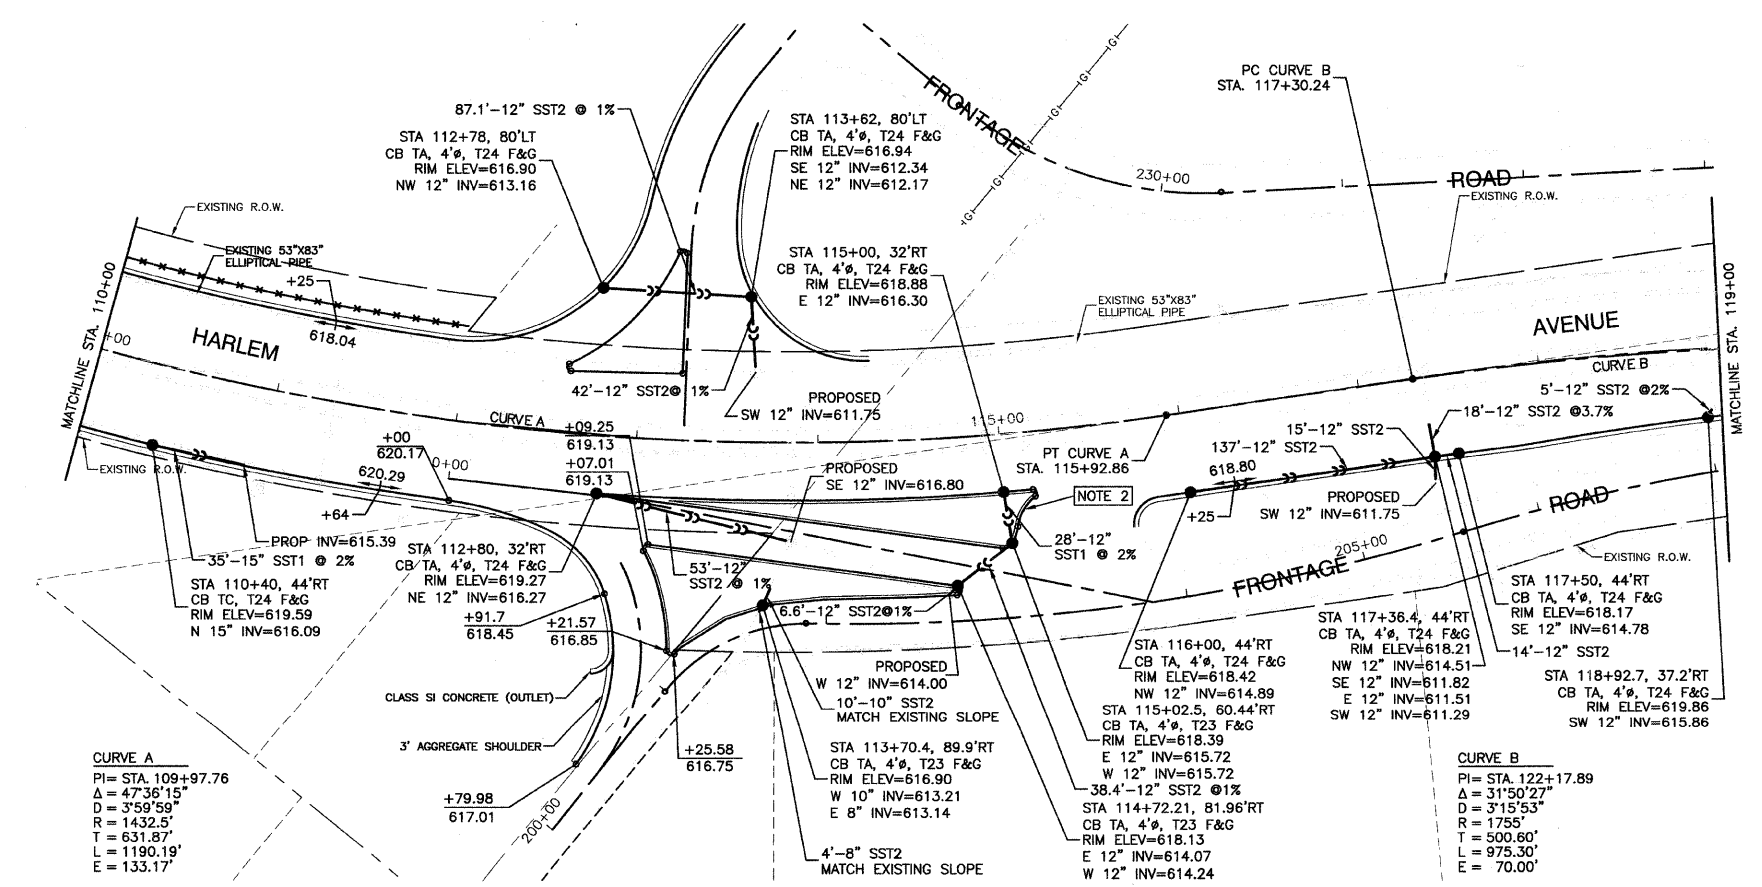 PC CURVE B
STA. 117+30.24
87.1'-12" SST2 @ 1%
STA 112+78, 80'LT
CB TA, 4'ø, T24 F&G
RIM ELEV=616.90
NW 12" INV=613.16
STA 113+62, 80'LT
CB TA, 4'ø, T24 F&G
RIM ELEV=616.94
SE 12" INV=612.34
NE 12" INV=612.17
FRONTAGE
ROAD
230+00
G
G
G
G
G
EXISTING R.O.W.
EXISTING R.O.W.
EXISTING 53"X83"
ELLIPTICAL PIPE
+25
618.04
STA 115+00, 32'RT
CB TA, 4'ø, T24 F&G
RIM ELEV=618.88
E 12" INV=616.30
EXISTING 53"X83"
ELLIPTICAL PIPE
MATCHLINE STA. 110+00
+00
HARLEM
AVENUE
MATCHLINE STA. 119+00
CURVE B
42'-12" SST2@ 1%
PROPOSED
SW 12" INV=611.75
5'-12" SST2 @2%
18'-12" SST2 @3.7%
15'-12" SST2
137'-12" SST2
CURVE A
+09.25
619.13
+07.01
619.13
115+00
PT CURVE A
STA. 115+92.86
+00
620.17
0+00
EXISTING R.O.W.
620.29
+64
PROPOSED
SE 12" INV=616.80
NOTE 2
618.80
+25
PROPOSED
SW 12" INV=611.75
ROAD
205+00
FRONTAGE
EXISTING R.O.W.
PROP INV=615.39
35'-15" SST1 @ 2%
STA 110+40, 44'RT
CB TC, T24 F&G
RIM ELEV=619.59
N 15" INV=616.09
STA 112+80, 32'RT
CB TA, 4'ø, T24 F&G
RIM ELEV=619.27
NE 12" INV=616.27
53'-12"
SST2 @ 1%
28'-12"
SST1 @ 2%
+91.7
618.45
+21.57
616.85
6.6'-12" SST2@1%
PROPOSED
W 12" INV=614.00
10'-10" SST2
MATCH EXISTING SLOPE
STA 116+00, 44'RT
CB TA, 4'ø, T24 F&G
RIM ELEV=618.42
NW 12" INV=614.89
STA 117+36.4, 44'RT
CB TA, 4'ø, T24 F&G
RIM ELEV=618.21
NW 12" INV=614.51
SE 12" INV=611.82
E 12" INV=611.51
SW 12" INV=611.29
STA 117+50, 44'RT
CB TA, 4'ø, T24 F&G
RIM ELEV=618.17
SE 12" INV=614.78
14'-12" SST2
STA 118+92.7, 37.2'RT
CB TA, 4'ø, T24 F&G
RIM ELEV=619.86
SW 12" INV=615.86
CLASS SI CONCRETE (OUTLET)
3' AGGREGATE SHOULDER
+25.58
616.75
+79.98
617.01
200+00
STA 113+70.4, 89.9'RT
CB TA, 4'ø, T23 F&G
RIM ELEV=616.90
W 10" INV=613.21
E 8" INV=613.14
4'-8" SST2
MATCH EXISTING SLOPE
STA 115+02.5, 60.44'RT
CB TA, 4'ø, T23 F&G
RIM ELEV=618.39
E 12" INV=615.72
W 12" INV=615.72
38.4'-12" SST2 @1%
STA 114+72.21, 81.96'RT
CB TA, 4'ø, T23 F&G
RIM ELEV=618.13
E 12" INV=614.07
W 12" INV=614.24
CURVE A
PI= STA. 109+97.76
Δ = 47°36'15"
D = 3°59'59"
R = 1432.5'
T = 631.87'
L = 1190.19'
E = 133.17'
CURVE B
PI= STA. 122+17.89
Δ = 31°50'27"
D = 3°15'53"
R = 1755'
T = 500.60'
L = 975.30'
E = 70.00'